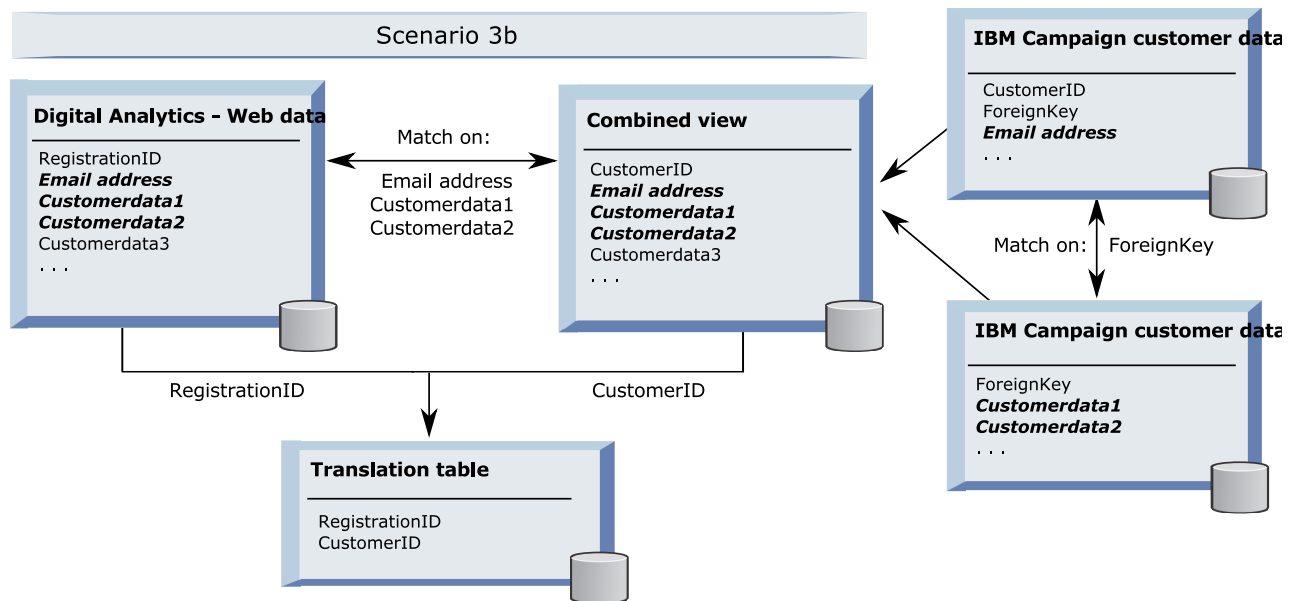 Scenario 3b
Digital Analytics - Web data
RegistrationID
Email address
Customerdata1
Customerdata2
Customerdata3
. . .
Match on:
Email address
Customerdata1
Customerdata2
Combined view
CustomerID
Email address
Customerdata1
Customerdata2
Customerdata3
. . .
IBM Campaign customer data
CustomerID
ForeignKey
Email address
. . .
Match on: ForeignKey
IBM Campaign customer data
ForeignKey
Customerdata1
Customerdata2
. . .
RegistrationID
CustomerID
Translation table
RegistrationID
CustomerID